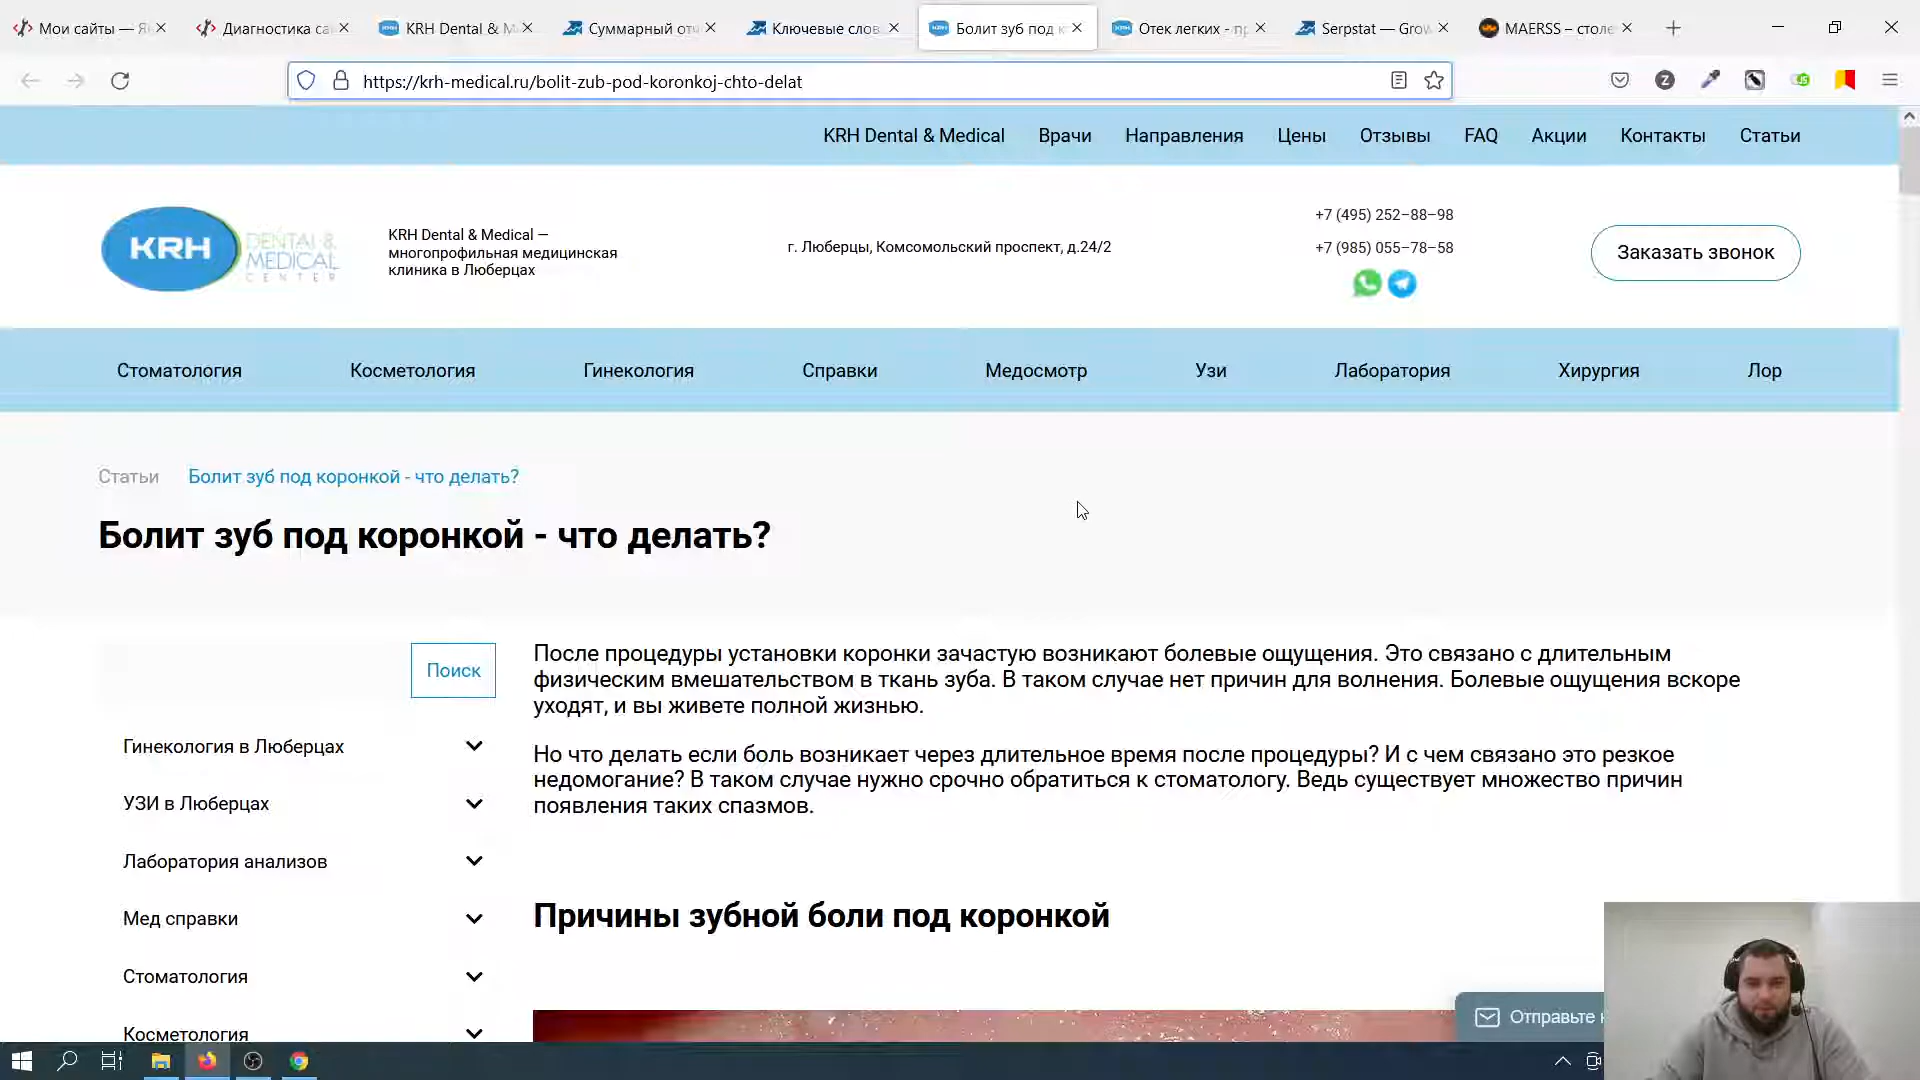 Мои сайты — Я
Диагностика са
KRH Dental & M
Суммарный от
Ключевые слов
Болит зуб под к
Отек легких - п
Serpstat — Grow
MAERSS – столе
https://krh-medical.ru/bolit-zub-pod-koronkoj-chto-delat
KRH Dental & Medical Врачи Направления Цены Отзывы FAQ Акции Контакты Статьи
KRH
DENTAL &
MEDICAL
CENTER
KRH Dental & Medical —
многопрофильная медицинская
клиника в Люберцах
г. Люберцы, Комсомольский проспект, д.24/2
+7 (495) 252–88–98
+7 (985) 055–78–58
Заказать звонок
Стоматология Косметология Гинекология Справки Медосмотр Узи Лаборатория Хирургия Лор
Статьи Болит зуб под коронкой - что делать?
Болит зуб под коронкой - что делать?
Поиск
Гинекология в Люберцах
УЗИ в Люберцах
Лаборатория анализов
Мед справки
Стоматология
Косметология
После процедуры установки коронки зачастую возникают болевые ощущения. Это связано с длительным
физическим вмешательством в ткань зуба. В таком случае нет причин для волнения. Болевые ощущения вскоре
уходят, и вы живете полной жизнью.
Но что делать если боль возникает через длительное время после процедуры? И с чем связано это резкое
недомогание? В таком случае нужно срочно обратиться к стоматологу. Ведь существует множество причин
появления таких спазмов.
Причины зубной боли под коронкой
Отправьте